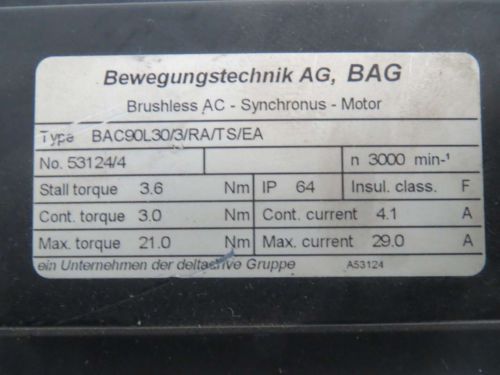 Bewegungstechnik AG, BAG
Brushless AC - Synchronus - Motor
Type BAC90L30/3/RA/TS/EA
No. 53124/4 n 3000 min-¹
Stall torque 3.6 Nm IP 64 Insul. class. F
Cont. torque 3.0 Nm Cont. current 4.1 A
Max. torque 21.0 Nm Max. current 29.0 A
ein Unternehmen der deltadrive Gruppe A53124